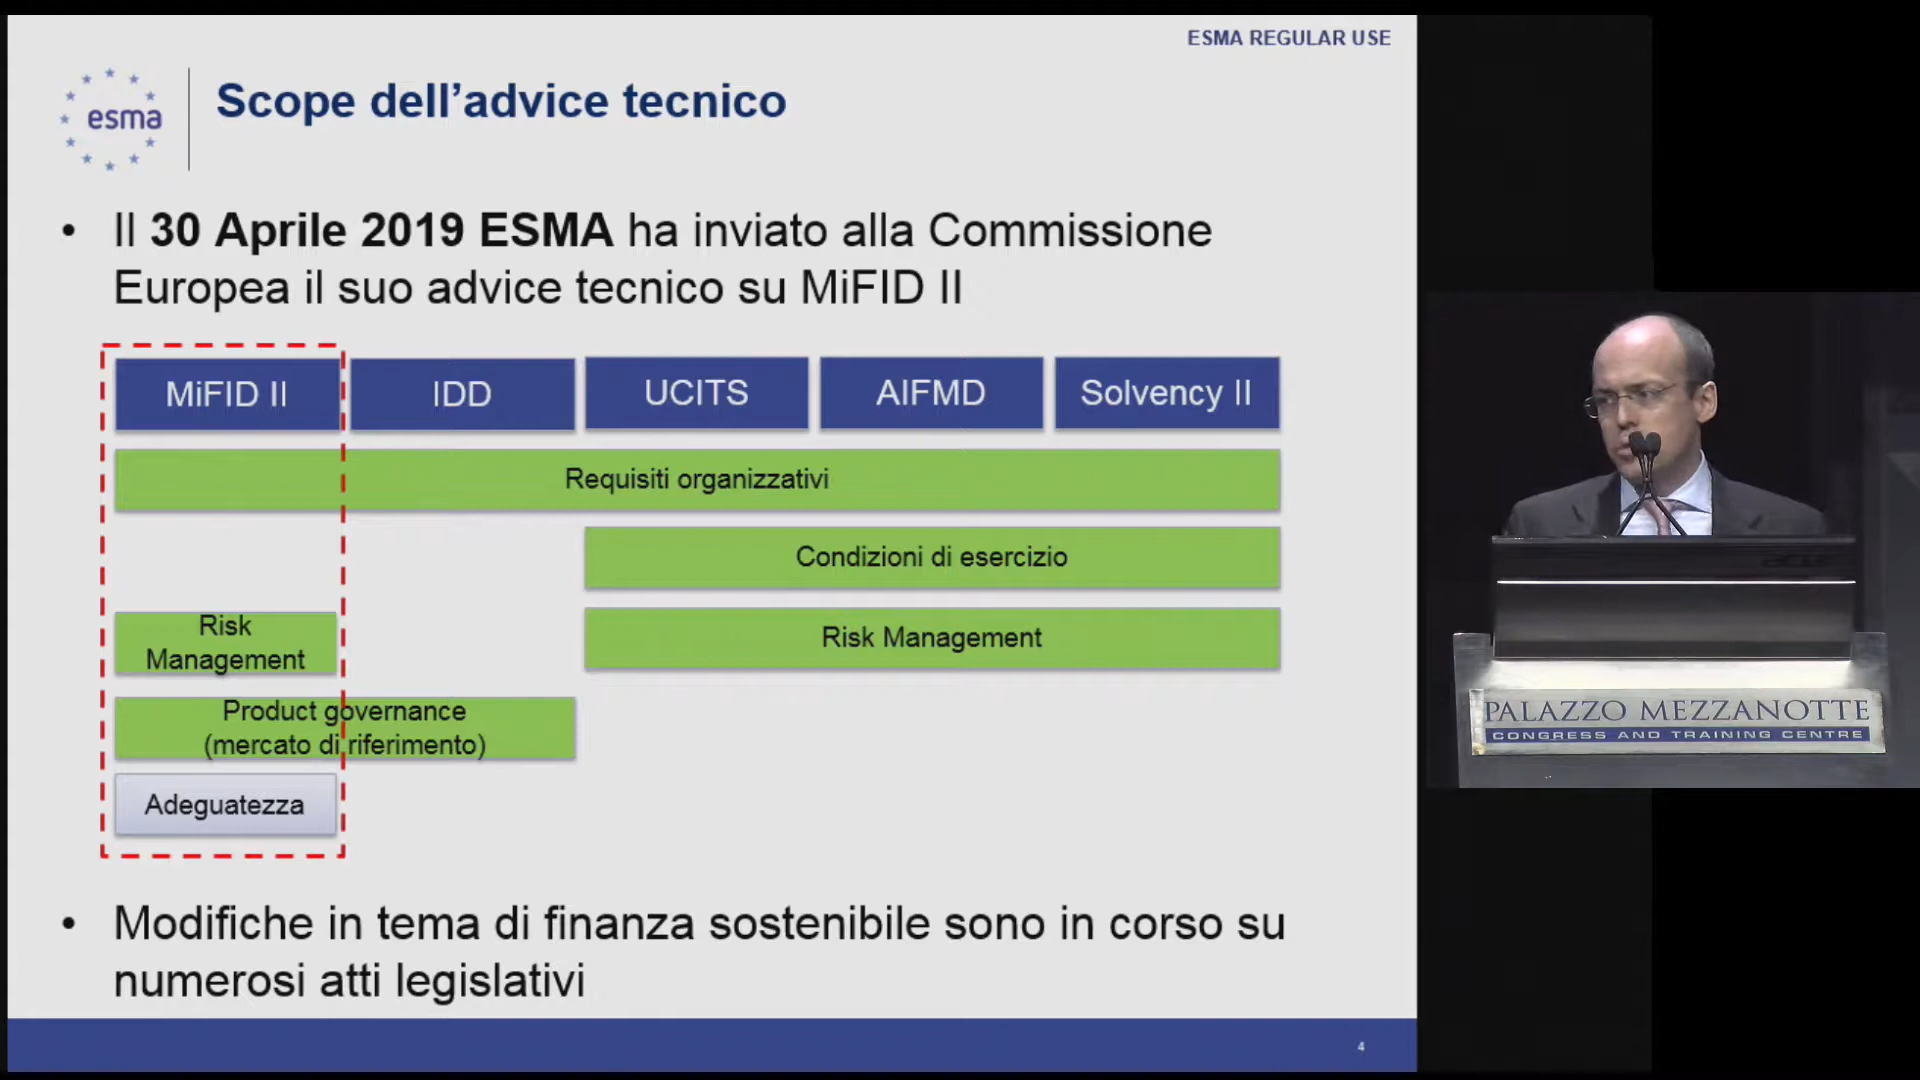 ESMA REGULAR USE
esma
Scope dell’advice tecnico
• Il 30 Aprile 2019 ESMA ha inviato alla Commissione
Europea il suo advice tecnico su MiFID II
MiFID II IDD UCITS AIFMD Solvency II
Requisiti organizzativi
Condizioni di esercizio
Risk
Management
Risk Management
Product governance
(mercato di riferimento)
Adeguatezza
• Modifiche in tema di finanza sostenibile sono in corso su
numerosi atti legislativi
4
PALAZZO MEZZANOTTE
CONGRESS AND TRAINING CENTRE